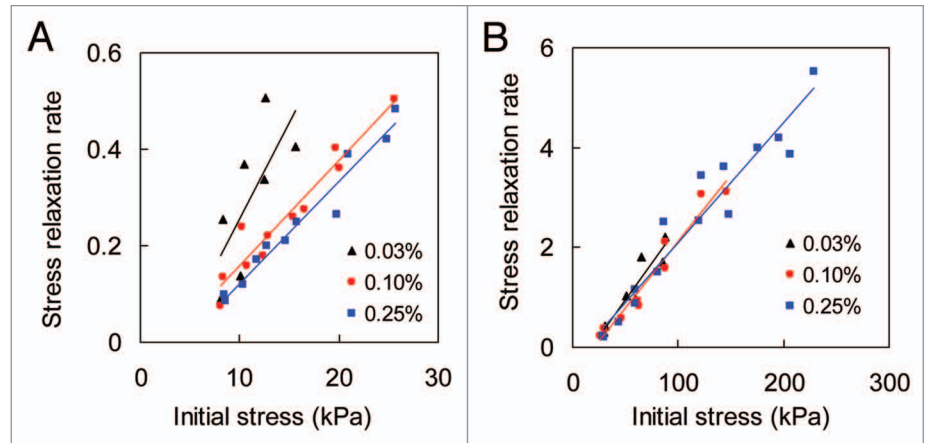 A
Stress relaxation rate
0.6
0.4
0.2
0
0 10 20 30
Initial stress (kPa)
0.03%
0.10%
0.25%
B
Stress relaxation rate
6
4
2
0
0 100 200 300
Initial stress (kPa)
0.03%
0.10%
0.25%